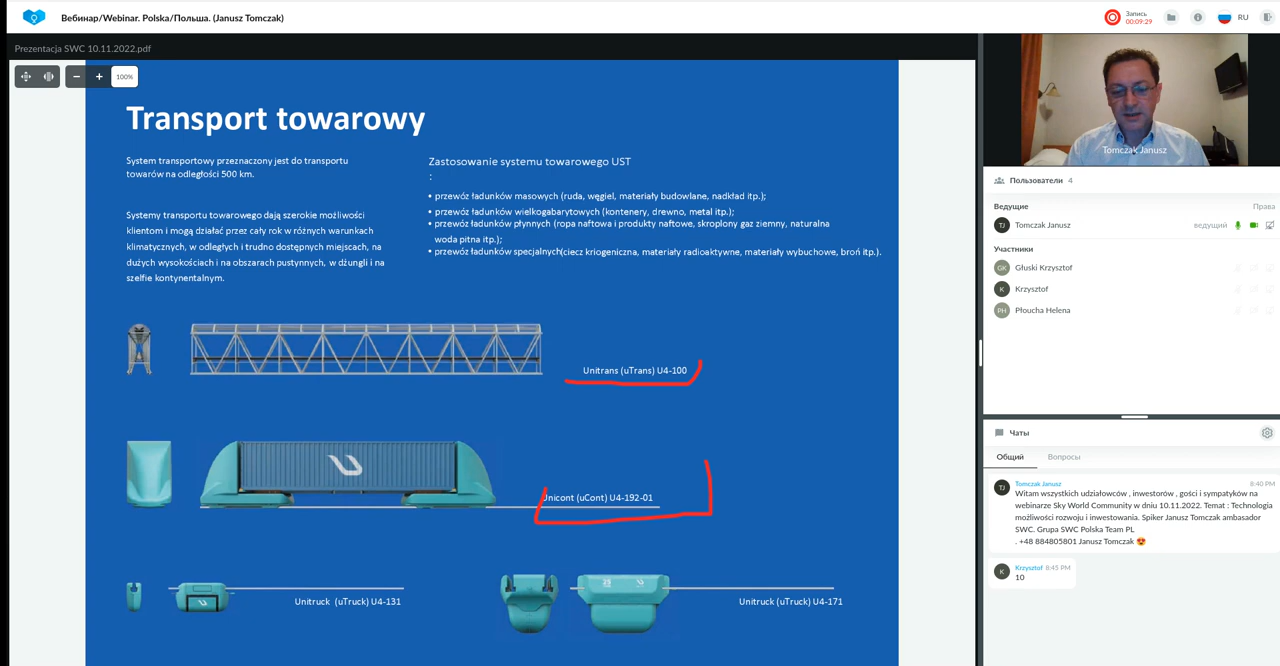 Вебинар/Webinar. Polska/Польша. (Janusz Tomczak)
Запись
00:09:29
RU
Prezentacja SWC 10.11.2022.pdf
100%
Transport towarowy
System transportowy przeznaczony jest do transportu
towarów na odległości 500 km.
Systemy transportu towarowego dają szerokie możliwości
klientom i mogą działać przez cały rok w różnych warunkach
klimatycznych, w odległych i trudno dostępnych miejscach, na
dużych wysokościach i na obszarach pustynnych, w dżungli i na
szelfie kontynentalnym.
Zastosowanie systemu towarowego UST
:
• przewóz ładunków masowych (ruda, węgiel, materiały budowlane, nadkład itp.);
• przewóz ładunków wielkogabarytowych (kontenery, drewno, metal itp.);
• przewóz ładunków płynnych (ropa naftowa i produkty naftowe, skroplony gaz ziemny, naturalna
woda pitna itp.);
• przewóz ładunków specjalnych(ciecz kriogeniczna, materiały radioaktywne, materiały wybuchowe, broń itp.).
Unitrans (uTrans) U4-100
Unicont (uCont) U4-192-01
Unitruck (uTruck) U4-131
Unitruck (uTruck) U4-171
Tomczak Janusz
Пользователи 4
Ведущие Права
TJ Tomczak Janusz ведущий
Участники
GK Głuski Krzysztof
K Krzysztof
PH Płoucha Helena
Чаты
Общий Вопросы
TJ Tomczak Janusz 8:40 PM
Witam wszystkich udziałowców , inwestorów , gości i sympatyków na
webinarze Sky World Community w dniu 10.11.2022. Temat : Technologia
możliwości rozwoju i inwestowania. Spiker Janusz Tomczak ambasador
SWC. Grupa SWC Polska Team PL
. +48 884805801 Janusz Tomczak 😍
K Krzysztof 8:45 PM
10